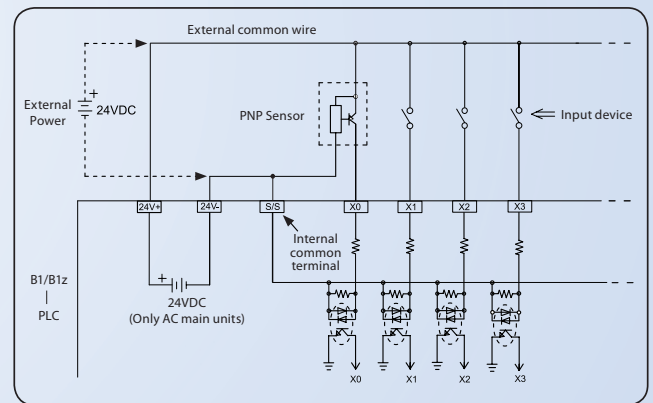 External common wire
+
External
Power
24VDC
PNP Sensor
Input device
24V+
24V-
S/S
X0
X1
X2
X3
Internal
common
terminal
B1/B1z
|
PLC
+
24VDC
(Only AC main units)
X0
X1
X2
X3